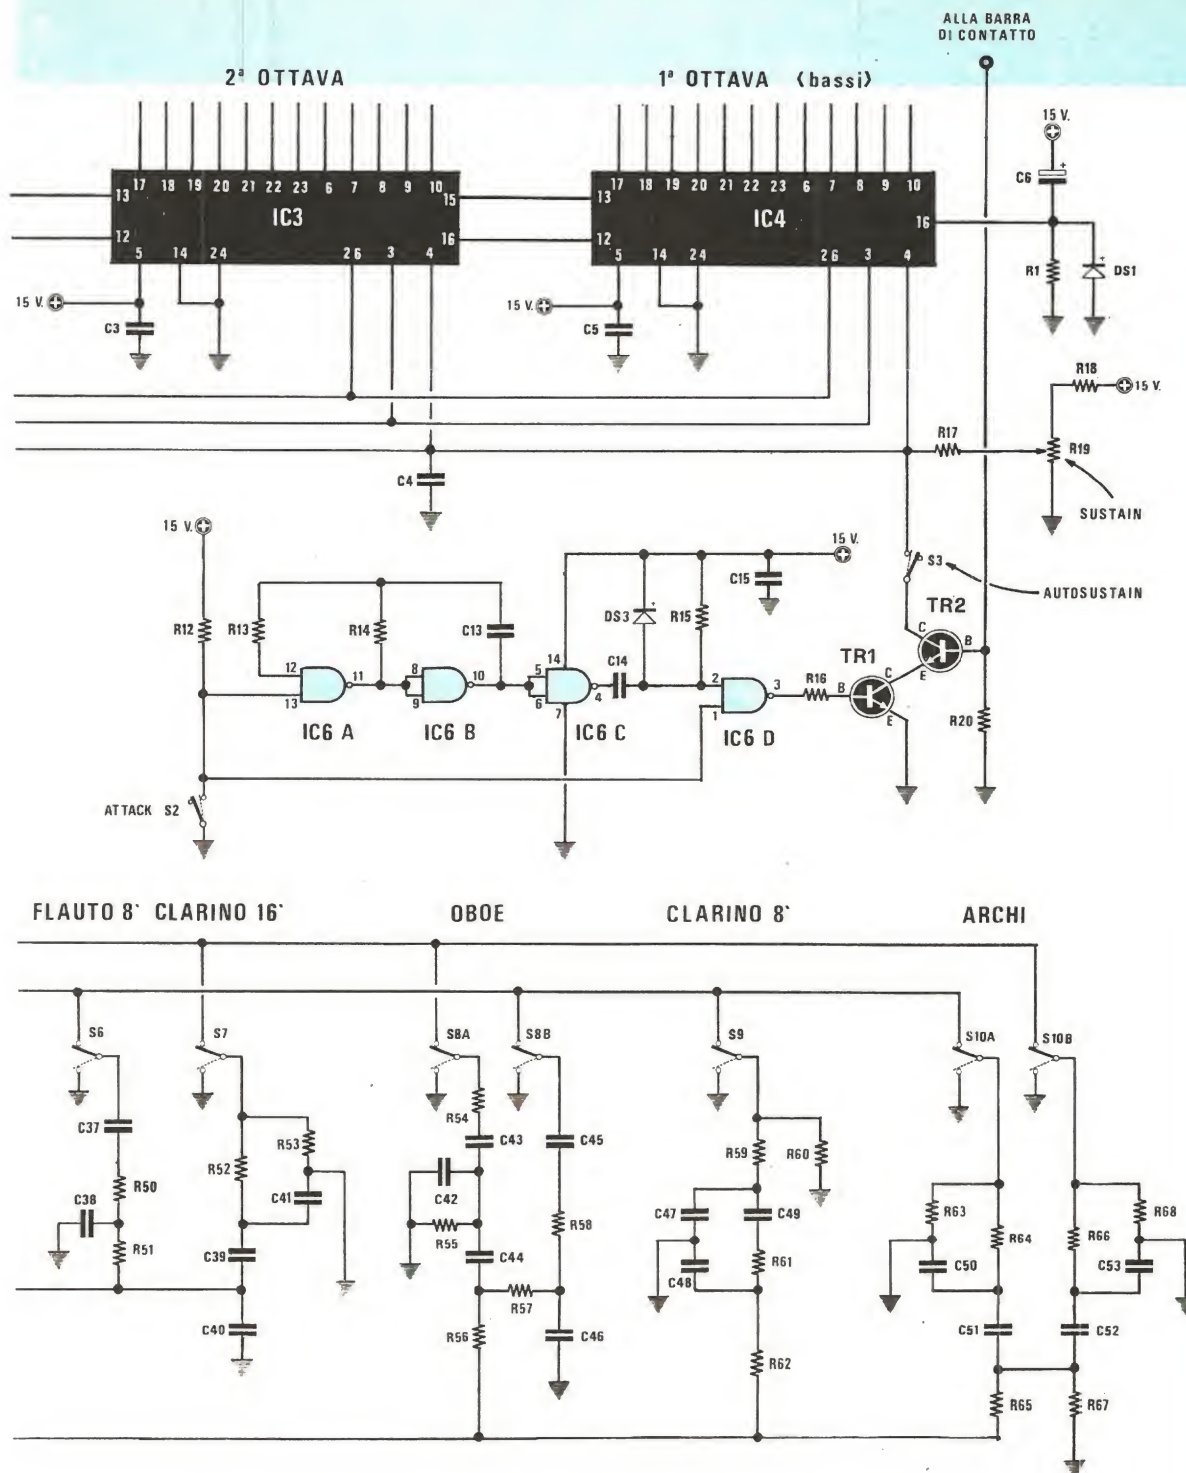 ALLA BARRA
DI CONTATTO
2ª OTTAVA
1ª OTTAVA <bassi>
15 V.
17 18 19 20 21 22 23 6 7 8 9 10
17 18 19 20 21 22 23 6 7 8 9 10
C6
13 IC3 15
13 IC4 16
12 16
12
5 14 24 26 3 4
5 14 24 26 3 4
R1 DS1
15 V. C3
15 V. C5
R18
15 V.
R17 R19
C4
SUSTAIN
15 V.
15 V.
S3
C15
AUTOSUSTAIN
TR2
R12 R13 R14 C13
DS3 R15
C14
TR1
C B E
12 11 8 10 5 14 4 2 3 R16 B C
13 9 6 7 1 E
R20
IC6 A IC6 B IC6 C IC6 D
ATTACK S2
FLAUTO 8' CLARINO 16' OBOE CLARINO 8' ARCHI
S6 S7 S8A S8B S9 S10A S10B
C37 R54
R53 C43 C45 R59 R60
R52
C38 R50 C41 C42 C47 C49 R63 R64 R66 R68
R55 R58
R51 C39 C44 C48 R61 C50 C53
R57
C40 R56 C46 C51 C52
R62
R65 R67